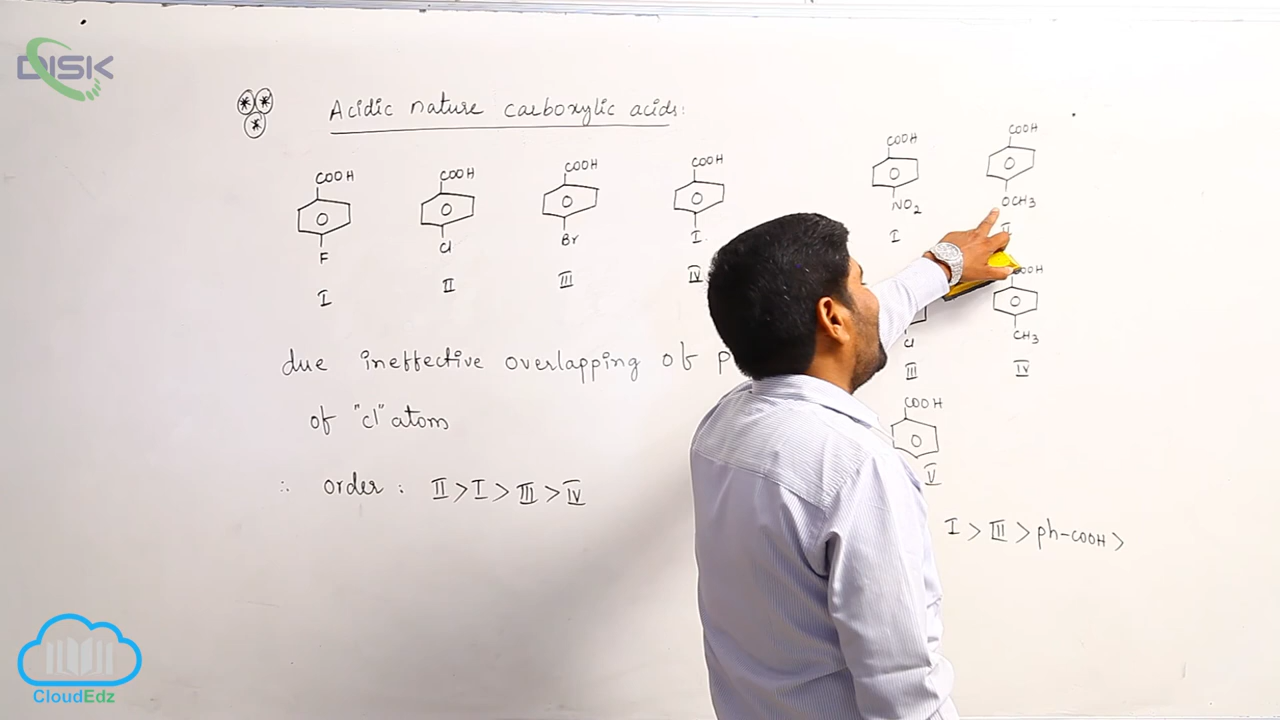 DISK
Acidic nature carboxylic acids:
COOH COOH COOH COOH
F Cl Br I
I II III IV
COOH COOH
NO2 OCH3
I II
COOH
Cl CH3
III IV
COOH
V
due ineffective overlapping of p
of "cl" atom
∴ order: II > I > III > IV
I > III > ph-COOH >
CloudEdz